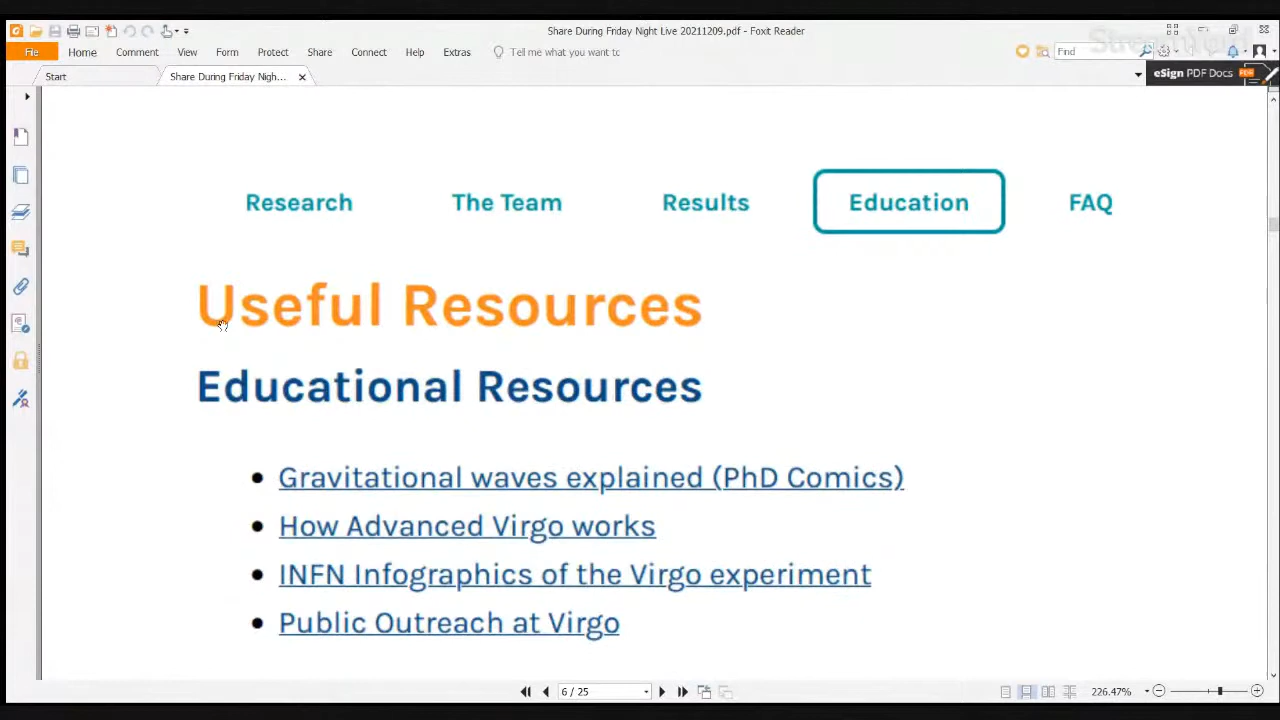 Share During Friday Night Live 20211209.pdf - Foxit Reader
File Home Comment View Form Protect Share Connect Help Extras Tell me what you want to Find
Start Share During Friday Nigh... eSign PDF Docs
Research The Team Results Education FAQ
Useful Resources
Educational Resources
Gravitational waves explained (PhD Comics)
How Advanced Virgo works
INFN Infographics of the Virgo experiment
Public Outreach at Virgo
6 / 25 226.47%